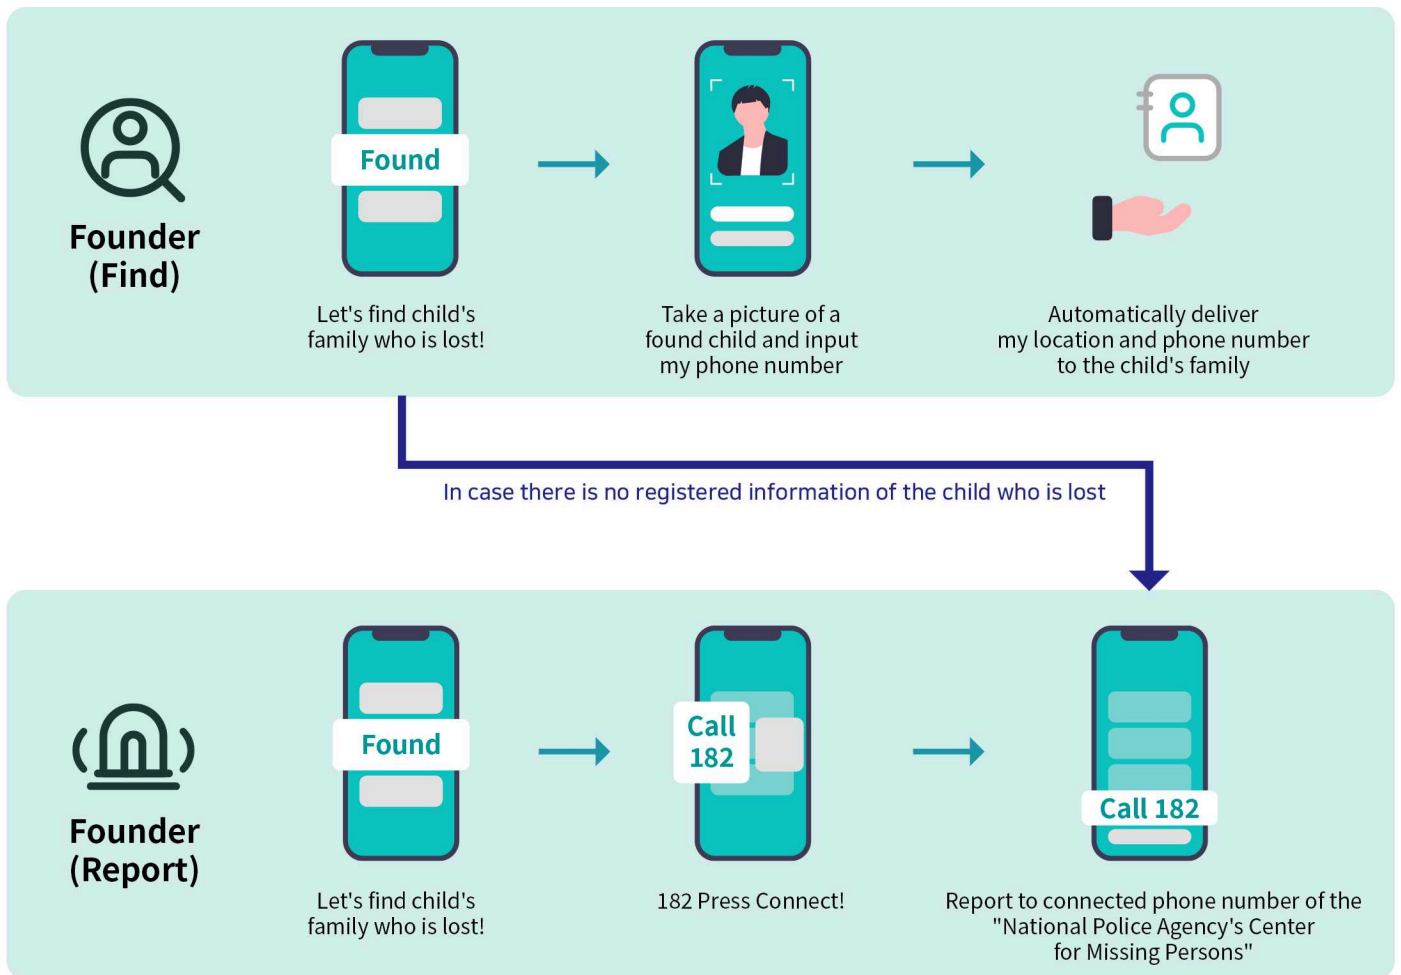 Founder
(Find)
Found
Let's find child's
family who is lost!
Take a picture of a
found child and input
my phone number
Automatically deliver
my location and phone number
to the child's family
In case there is no registered information of the child who is lost
Founder
(Report)
Found
Let's find child's
family who is lost!
Call
182
182 Press Connect!
Call 182
Report to connected phone number of the
"National Police Agency's Center
for Missing Persons"